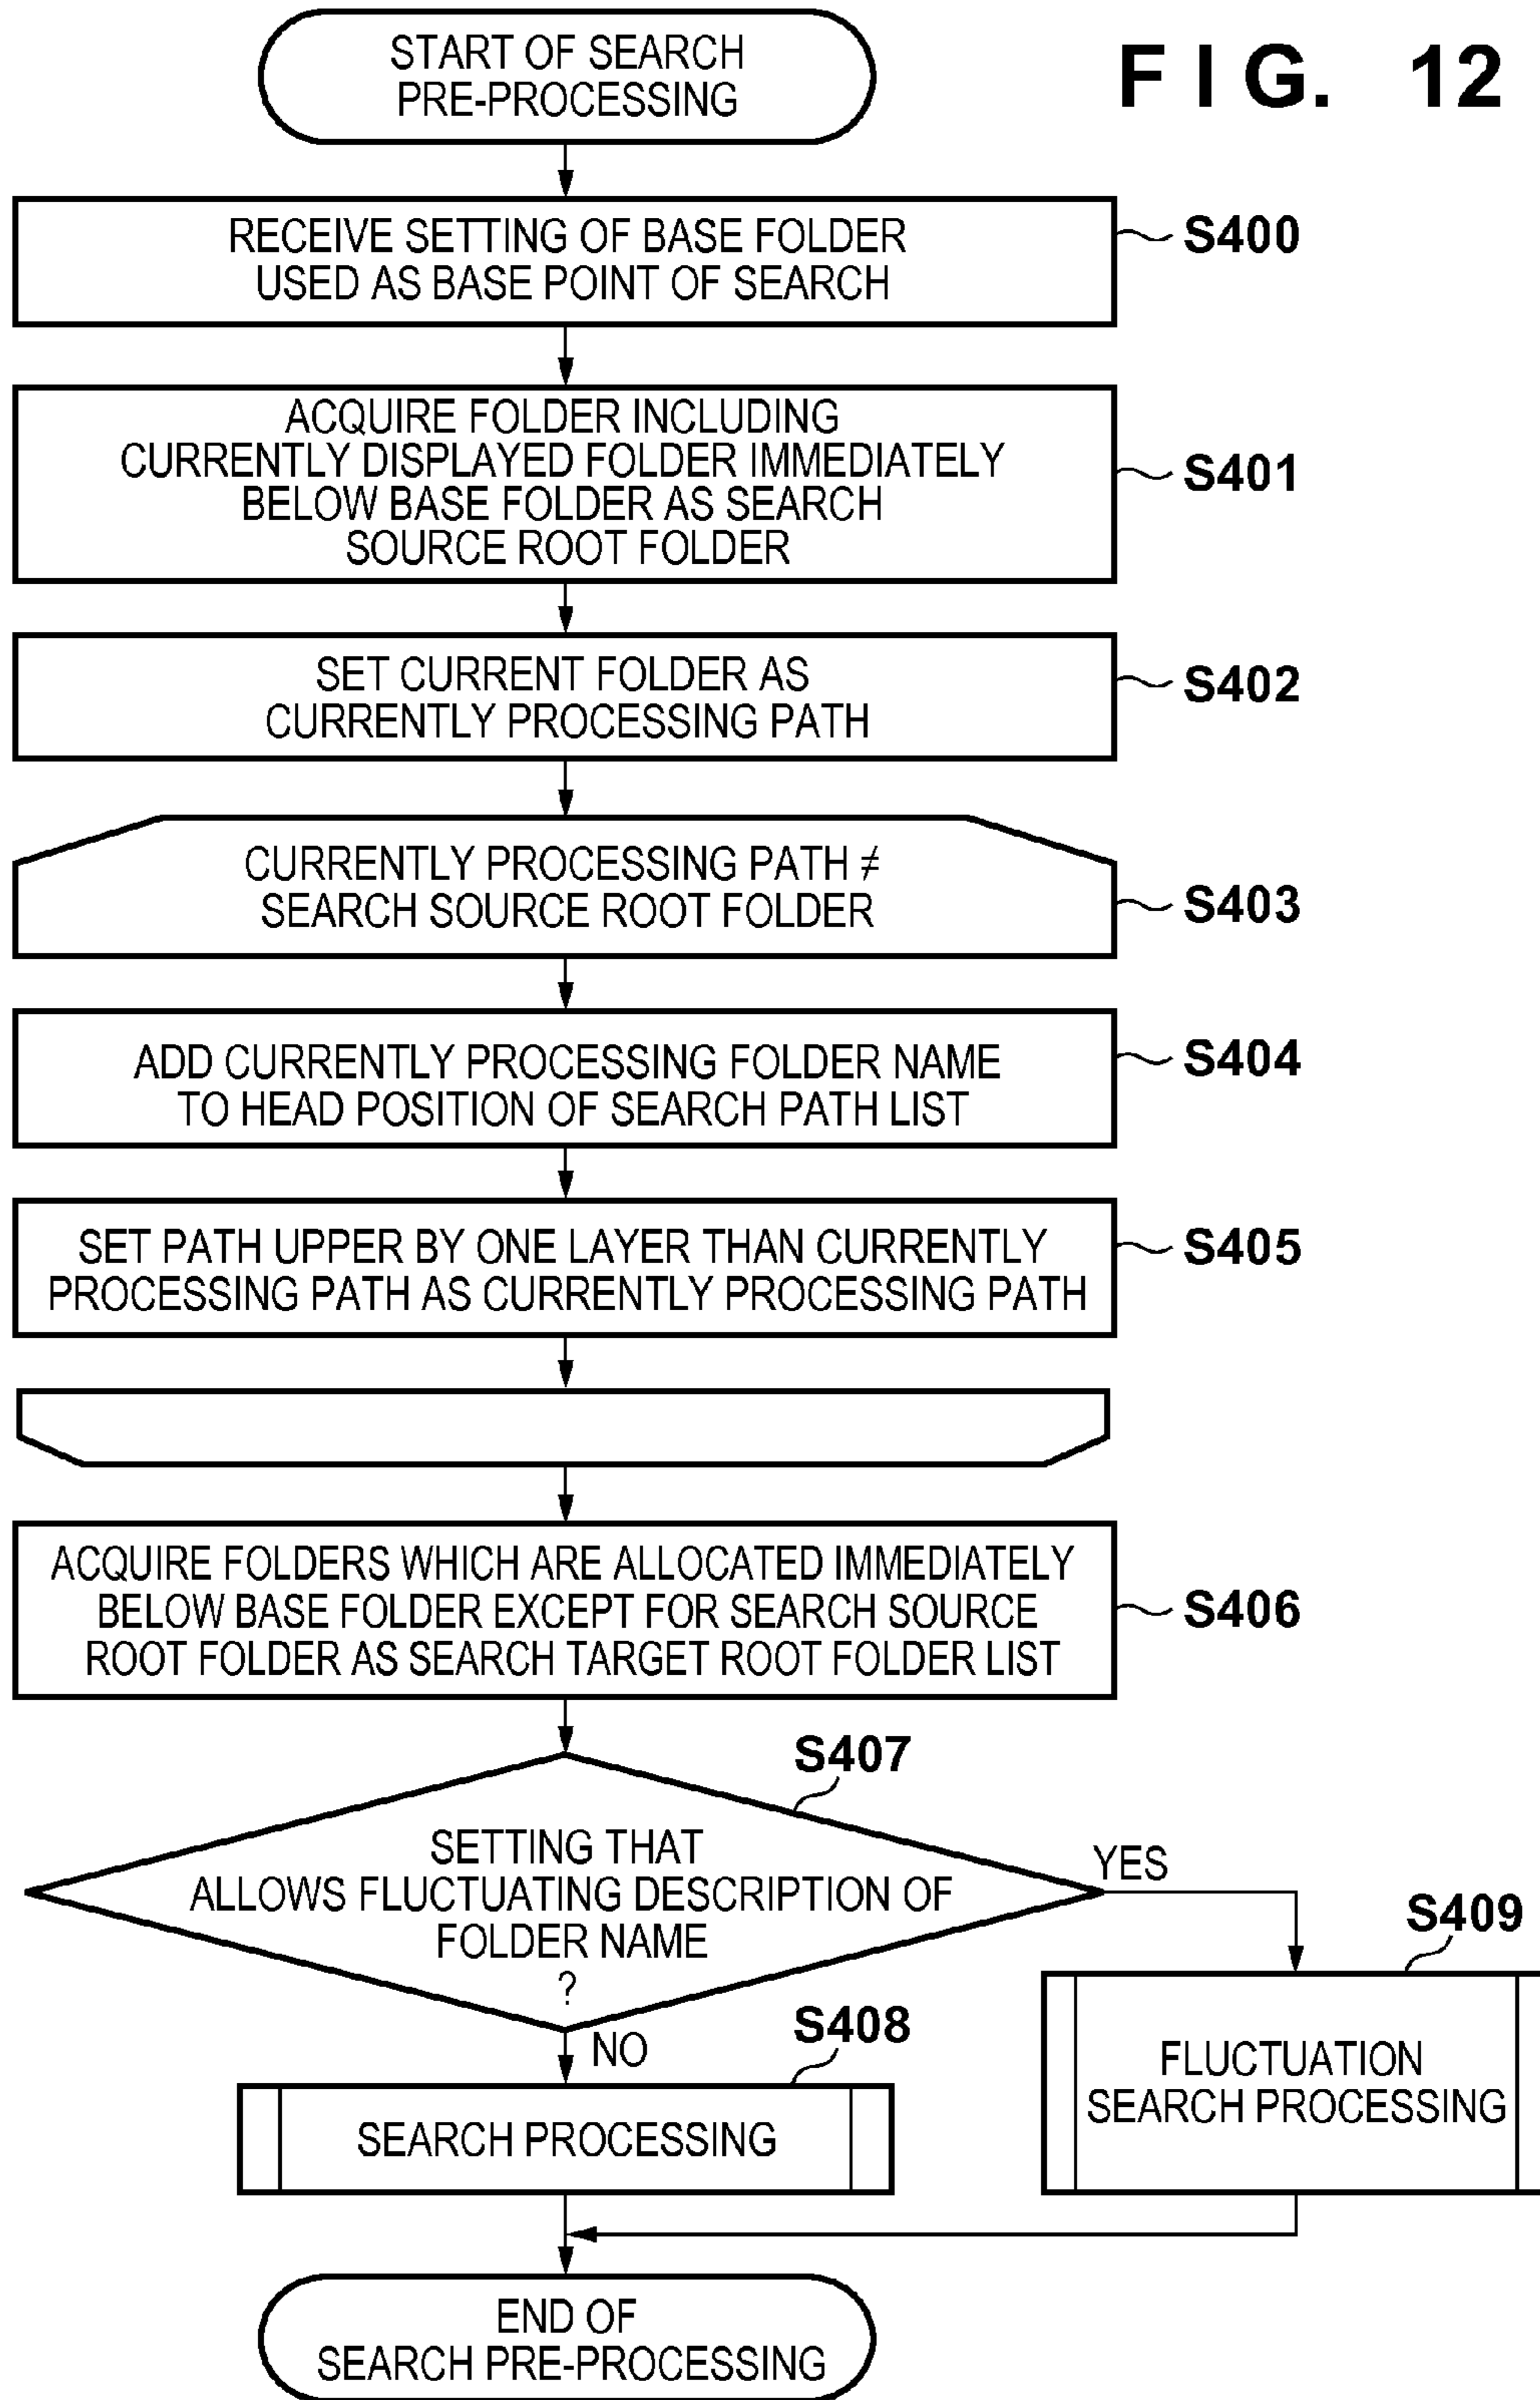 FIG. 12
START OF SEARCH
PRE-PROCESSING
RECEIVE SETTING OF BASE FOLDER
USED AS BASE POINT OF SEARCH
S400
ACQUIRE FOLDER INCLUDING
CURRENTLY DISPLAYED FOLDER IMMEDIATELY
BELOW BASE FOLDER AS SEARCH
SOURCE ROOT FOLDER
S401
SET CURRENT FOLDER AS
CURRENTLY PROCESSING PATH
S402
CURRENTLY PROCESSING PATH ≠
SEARCH SOURCE ROOT FOLDER
S403
ADD CURRENTLY PROCESSING FOLDER NAME
TO HEAD POSITION OF SEARCH PATH LIST
S404
SET PATH UPPER BY ONE LAYER THAN CURRENTLY
PROCESSING PATH AS CURRENTLY PROCESSING PATH
S405
ACQUIRE FOLDERS WHICH ARE ALLOCATED IMMEDIATELY
BELOW BASE FOLDER EXCEPT FOR SEARCH SOURCE
ROOT FOLDER AS SEARCH TARGET ROOT FOLDER LIST
S406
S407
SETTING THAT
ALLOWS FLUCTUATING DESCRIPTION OF
FOLDER NAME
?
YES
NO
S408
SEARCH PROCESSING
S409
FLUCTUATION
SEARCH PROCESSING
END OF
SEARCH PRE-PROCESSING